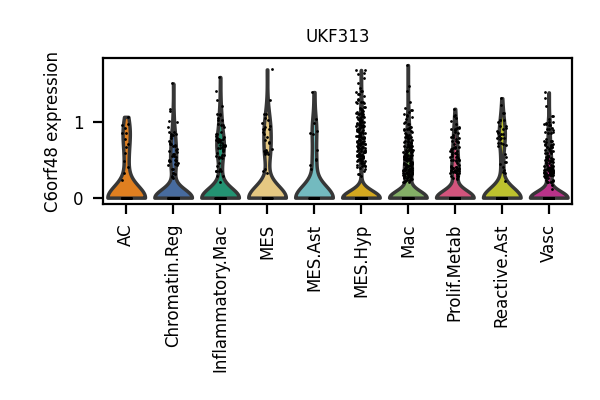 UKF313
C6orf48 expression
1
0
AC
Chromatin.Reg
Inflammatory.Mac
MES
MES.Ast
MES.Hyp
Mac
Prolif.Metab
Reactive.Ast
Vasc